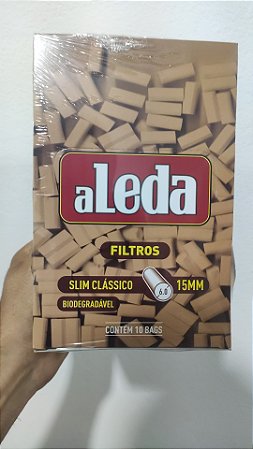 aLeda
FILTROS
SLIM CLÁSSICO 6.0 15MM
BIODEGRADÁVEL
CONTÉM 10 BAGS